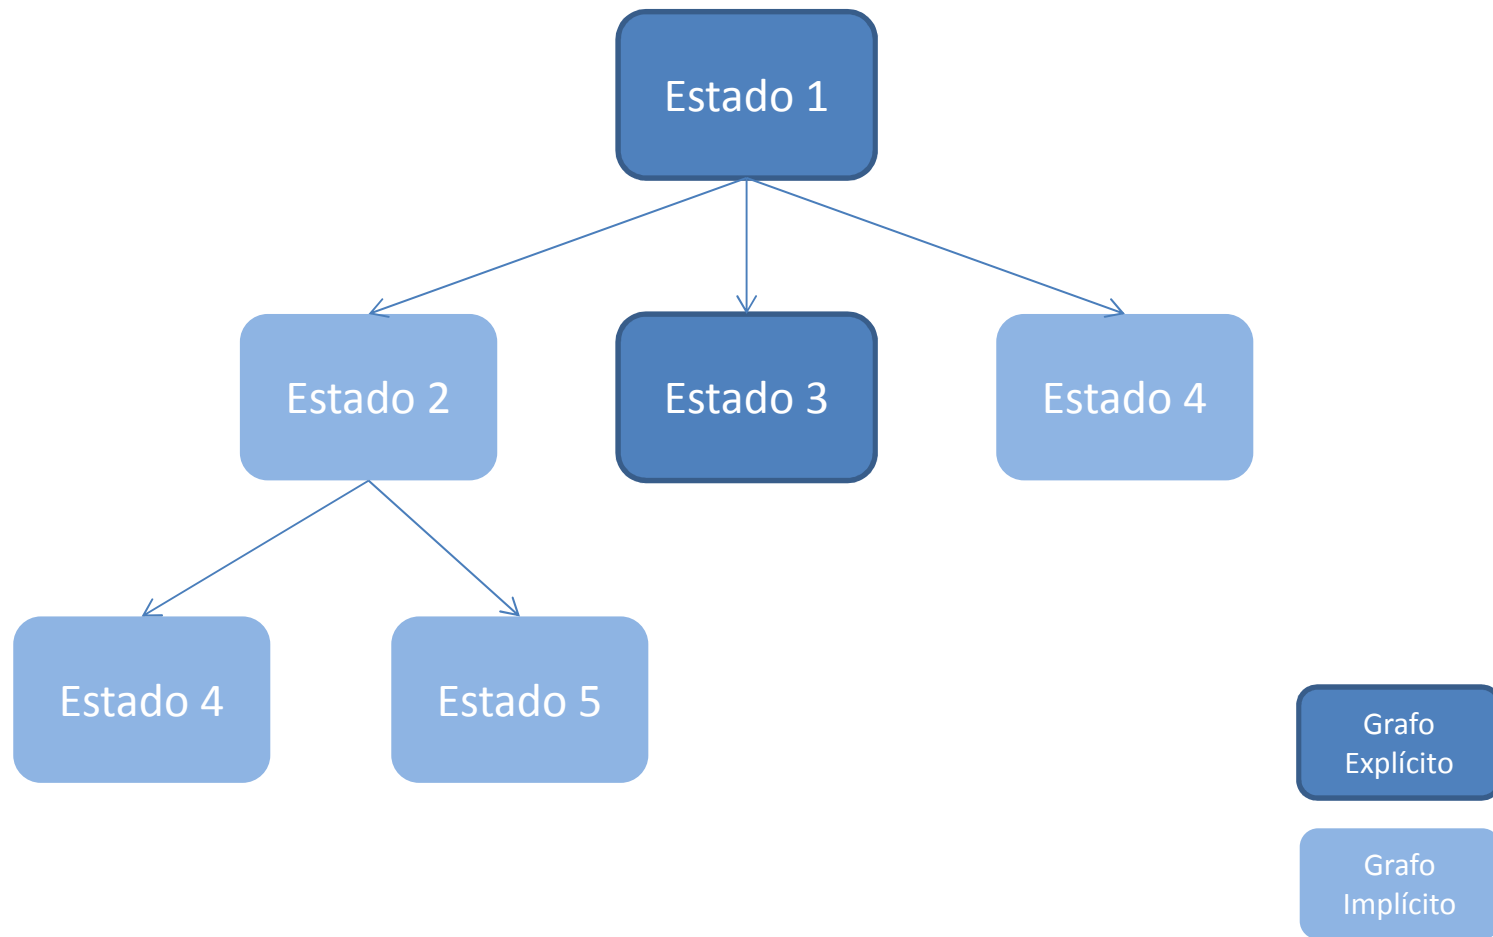 Estado 1
Estado 2
Estado 3
Estado 4
Estado 4
Estado 5
Grafo
Explícito
Grafo
Implícito